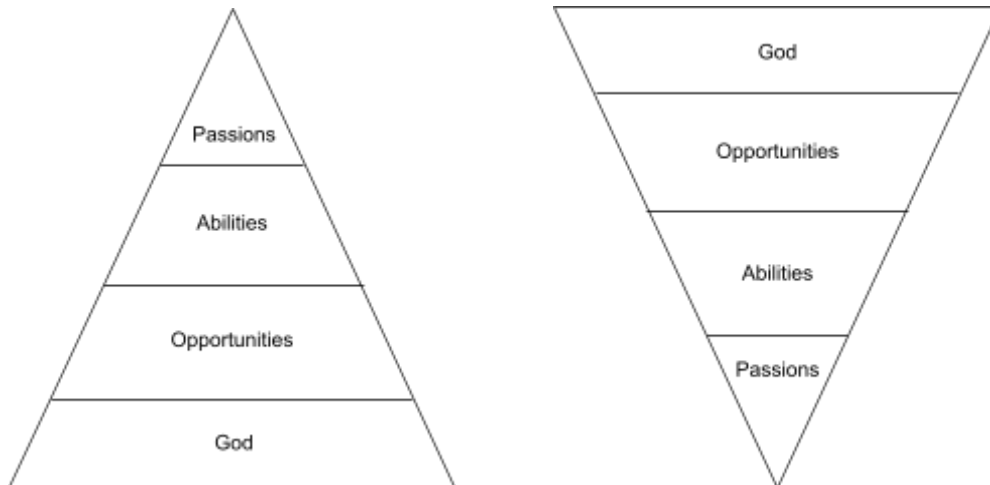 Passions
Abilities
Opportunities
God
God
Opportunities
Abilities
Passions